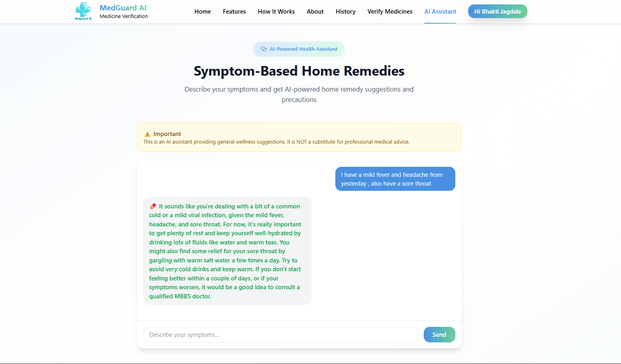 MedGuard AI
Medicine Verification
Home Features How It Works About History Verify Medicines AI Assistant Hi Bhakti Jagdale
MedGuard AI
AI-Powered Health Assistant
Symptom-Based Home Remedies
Describe your symptoms and get AI-powered home remedy suggestions and
precautions
Important
This is an AI assistant providing general wellness suggestions. It is NOT a substitute for professional medical advice.
I have a mild fever and headache from
yesterday , also have a sore throat
It sounds like you're dealing with a bit of a common
cold or a mild viral infection, given the mild fever,
headache, and sore throat. For now, it's really important
to get plenty of rest and keep yourself well-hydrated by
drinking lots of fluids like water and warm teas. You
might also find some relief for your sore throat by
gargling with warm salt water a few times a day. Try to
avoid very cold drinks and keep warm. If you don't start
feeling better within a couple of days, or if your
symptoms worsen, it would be a good idea to consult a
qualified MBBS doctor.
Describe your symptoms...
Send